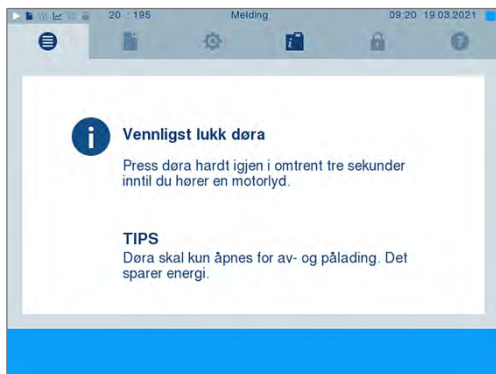 20 : 195 Melding 09:20 19.03.2021
Vennligst lukk døra
Press døra hardt igjen i omtrent tre sekunder
inntil du hører en motorlyd.
TIPS
Døra skal kun åpnes for av- og pålading. Det
sparer energi.